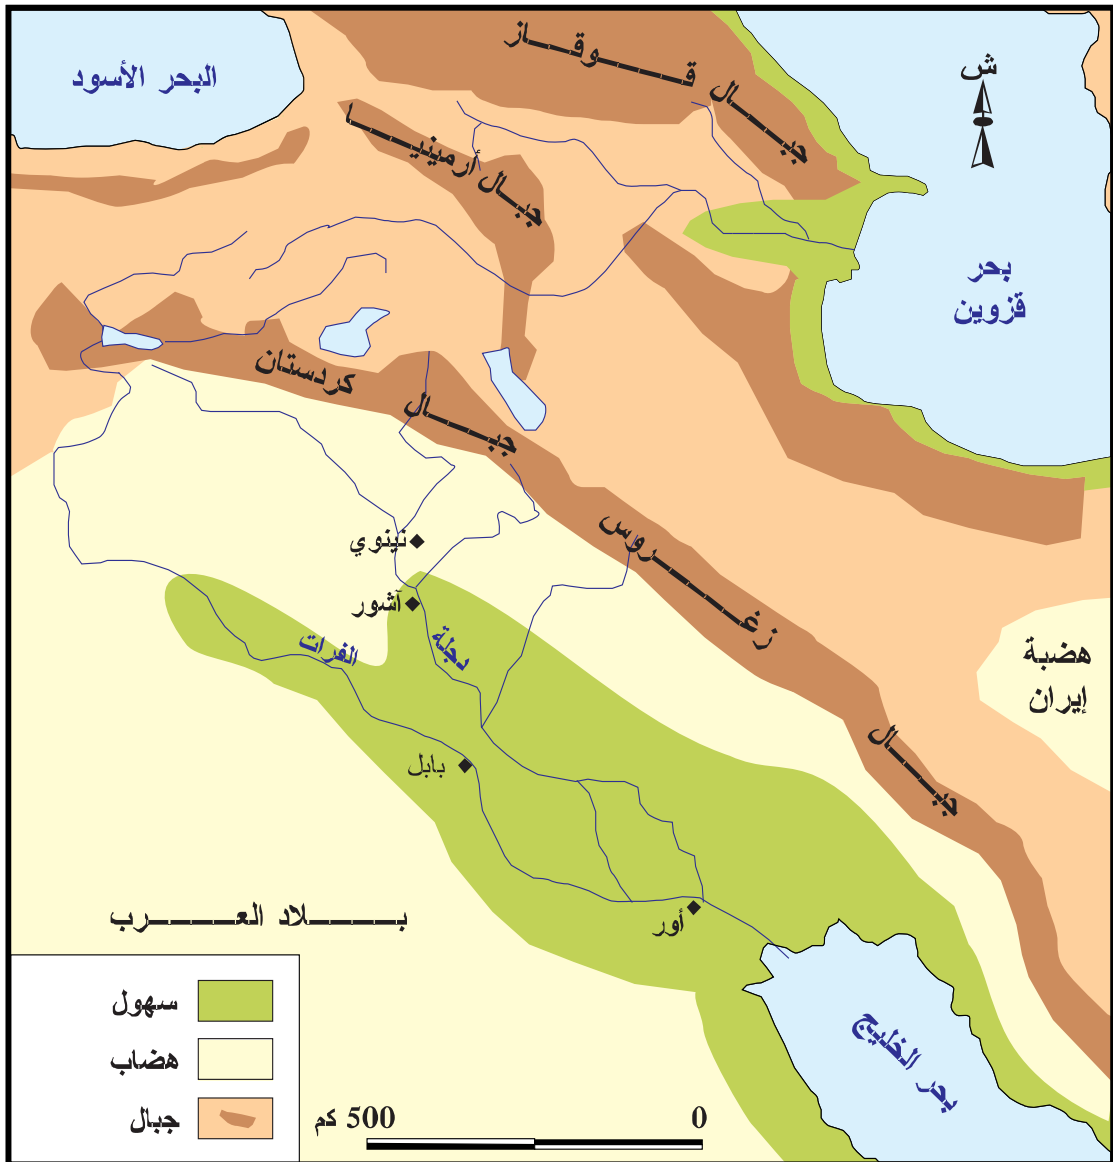 البحر الأسود
جبال قوقاز
ش
جبال أرمينيا
بحر
قزوين
جبال كردستان
نينوي
آشور
دجلة
الفرات
جبال زغروس
هضبة
إيران
بابل
أور
بلاد العرب
بحر الخليج
سهول
هضاب
جبال
500 كم
0